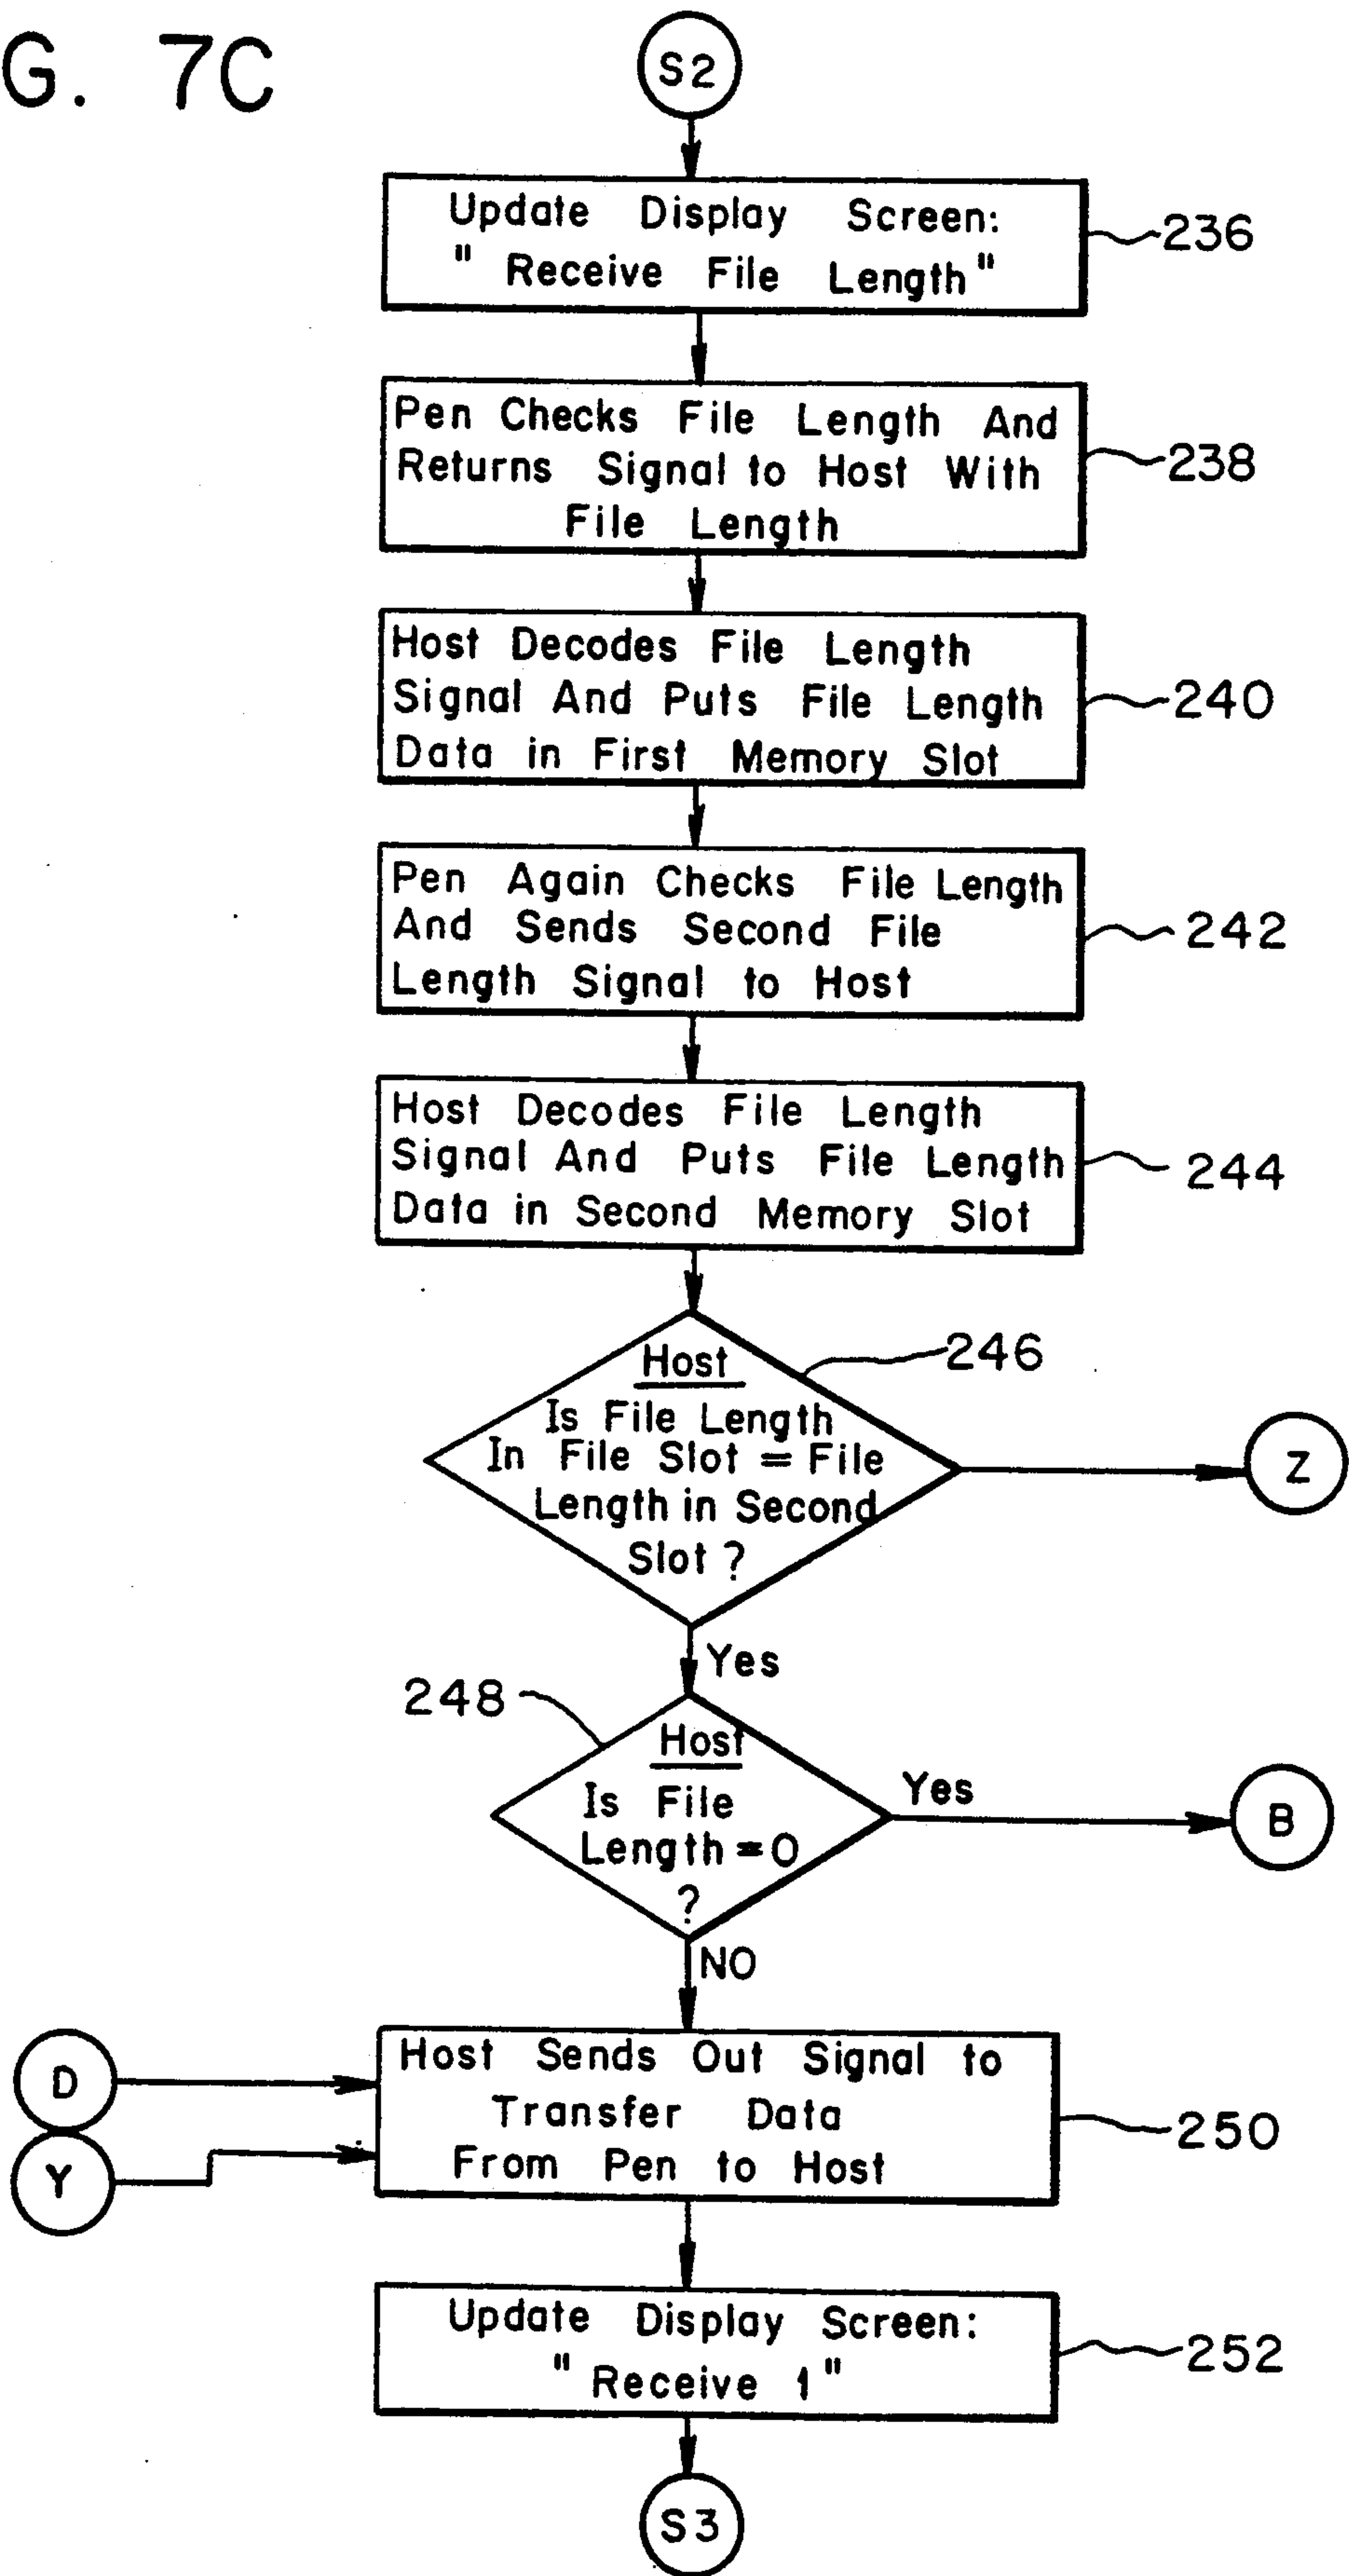 G. 7C
S2
Update Display Screen:
" Receive File Length"
236
Pen Checks File Length And
Returns Signal to Host With
File Length
238
Host Decodes File Length
Signal And Puts File Length
Data in First Memory Slot
240
Pen Again Checks File Length
And Sends Second File
Length Signal to Host
242
Host Decodes File Length
Signal And Puts File Length
Data in Second Memory Slot
244
Host
Is File Length
In File Slot = File
Length in Second
Slot ?
246
Z
Yes
248
Host
Is File
Length = 0
?
Yes
B
NO
D
Y
Host Sends Out Signal to
Transfer Data
From Pen to Host
250
Update Display Screen:
" Receive 1 "
252
S3